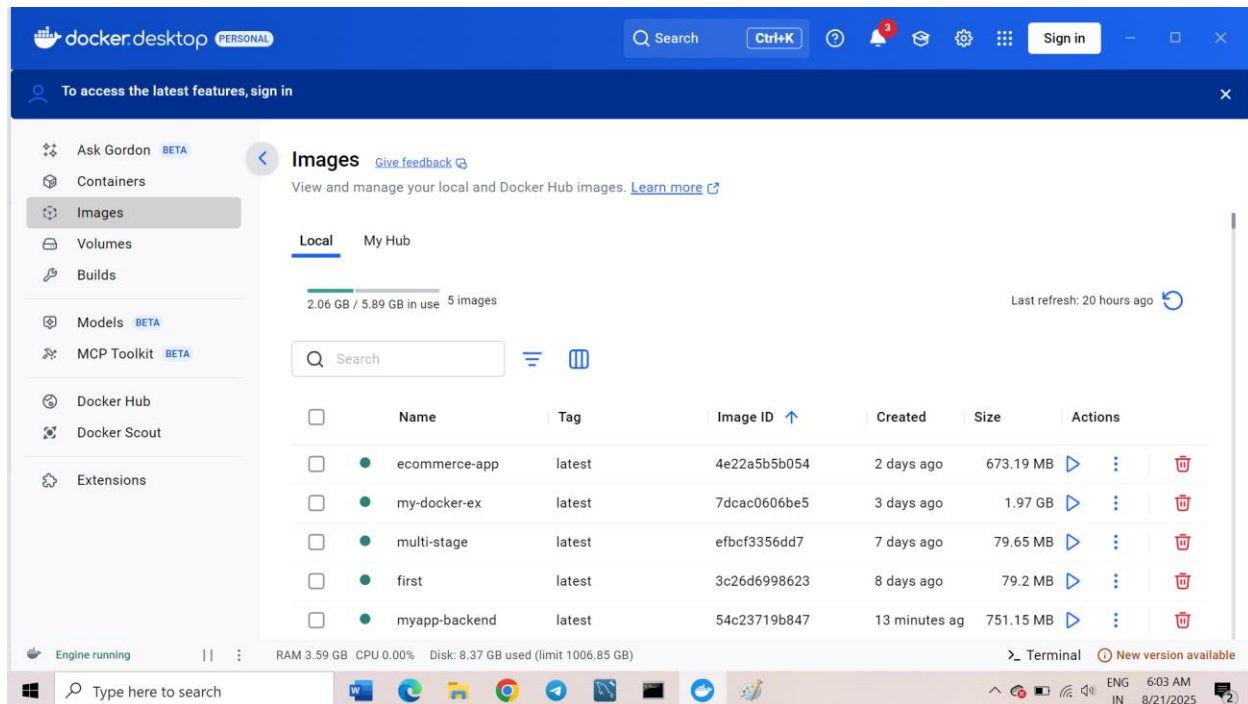 docker.desktop PERSONAL Search Ctrl+K 3 Sign in
To access the latest features, sign in
Ask Gordon BETA
Containers
Images
Volumes
Builds
Models BETA
MCP Toolkit BETA
Docker Hub
Docker Scout
Extensions
Images Give feedback
View and manage your local and Docker Hub images. Learn more
Local My Hub
2.06 GB / 5.89 GB in use 5 images Last refresh: 20 hours ago
Search
Name Tag Image ID Created Size Actions
ecommerce-app latest 4e22a5b5b054 2 days ago 673.19 MB
my-docker-ex latest 7dcac0606be5 3 days ago 1.97 GB
multi-stage latest efbcf3356dd7 7 days ago 79.65 MB
first latest 3c26d6998623 8 days ago 79.2 MB
myapp-backend latest 54c23719b847 13 minutes ag 751.15 MB
Engine running RAM 3.59 GB CPU 0.00% Disk: 8.37 GB used (limit 1006.85 GB) >_ Terminal New version available
Type here to search W ENG 6:03 AM
IN 8/21/2025 2